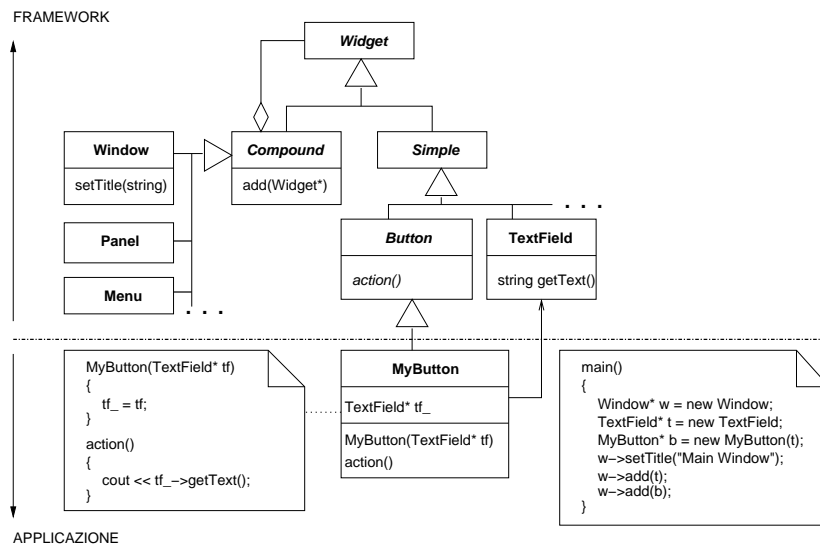 FRAMEWORK
Widget
Window
setTitle(string)
Compound
add(Widget*)
Simple
. . .
Panel
Button
action()
TextField
string getText()
Menu
. . .
MyButton(TextField* tf)
{
tf_ = tf;
}
action()
{
cout << tf_->getText();
}
MyButton
TextField* tf_
MyButton(TextField* tf)
action()
main()
{
Window* w = new Window;
TextField* t = new TextField;
MyButton* b = new MyButton(t);
w->setTitle("Main Window");
w->add(t);
w->add(b);
}
APPLICAZIONE